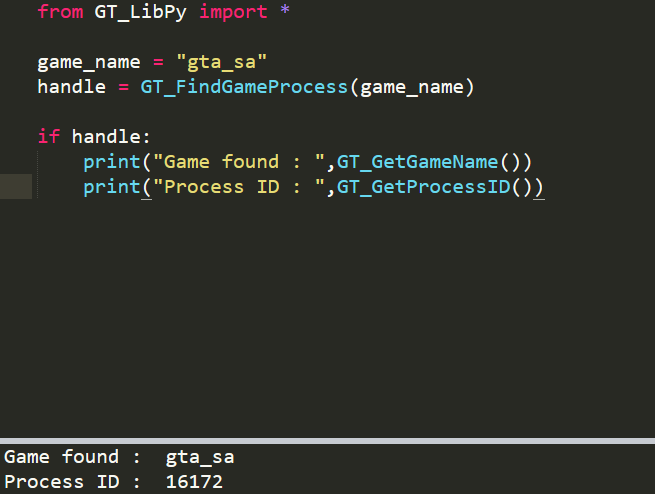 from GT_LibPy import *
game_name = "gta_sa"
handle = GT_FindGameProcess(game_name)
if handle:
    print("Game found : ",GT_GetGameName())
    print("Process ID : ",GT_GetProcessID())
Game found :  gta_sa
Process ID :  16172